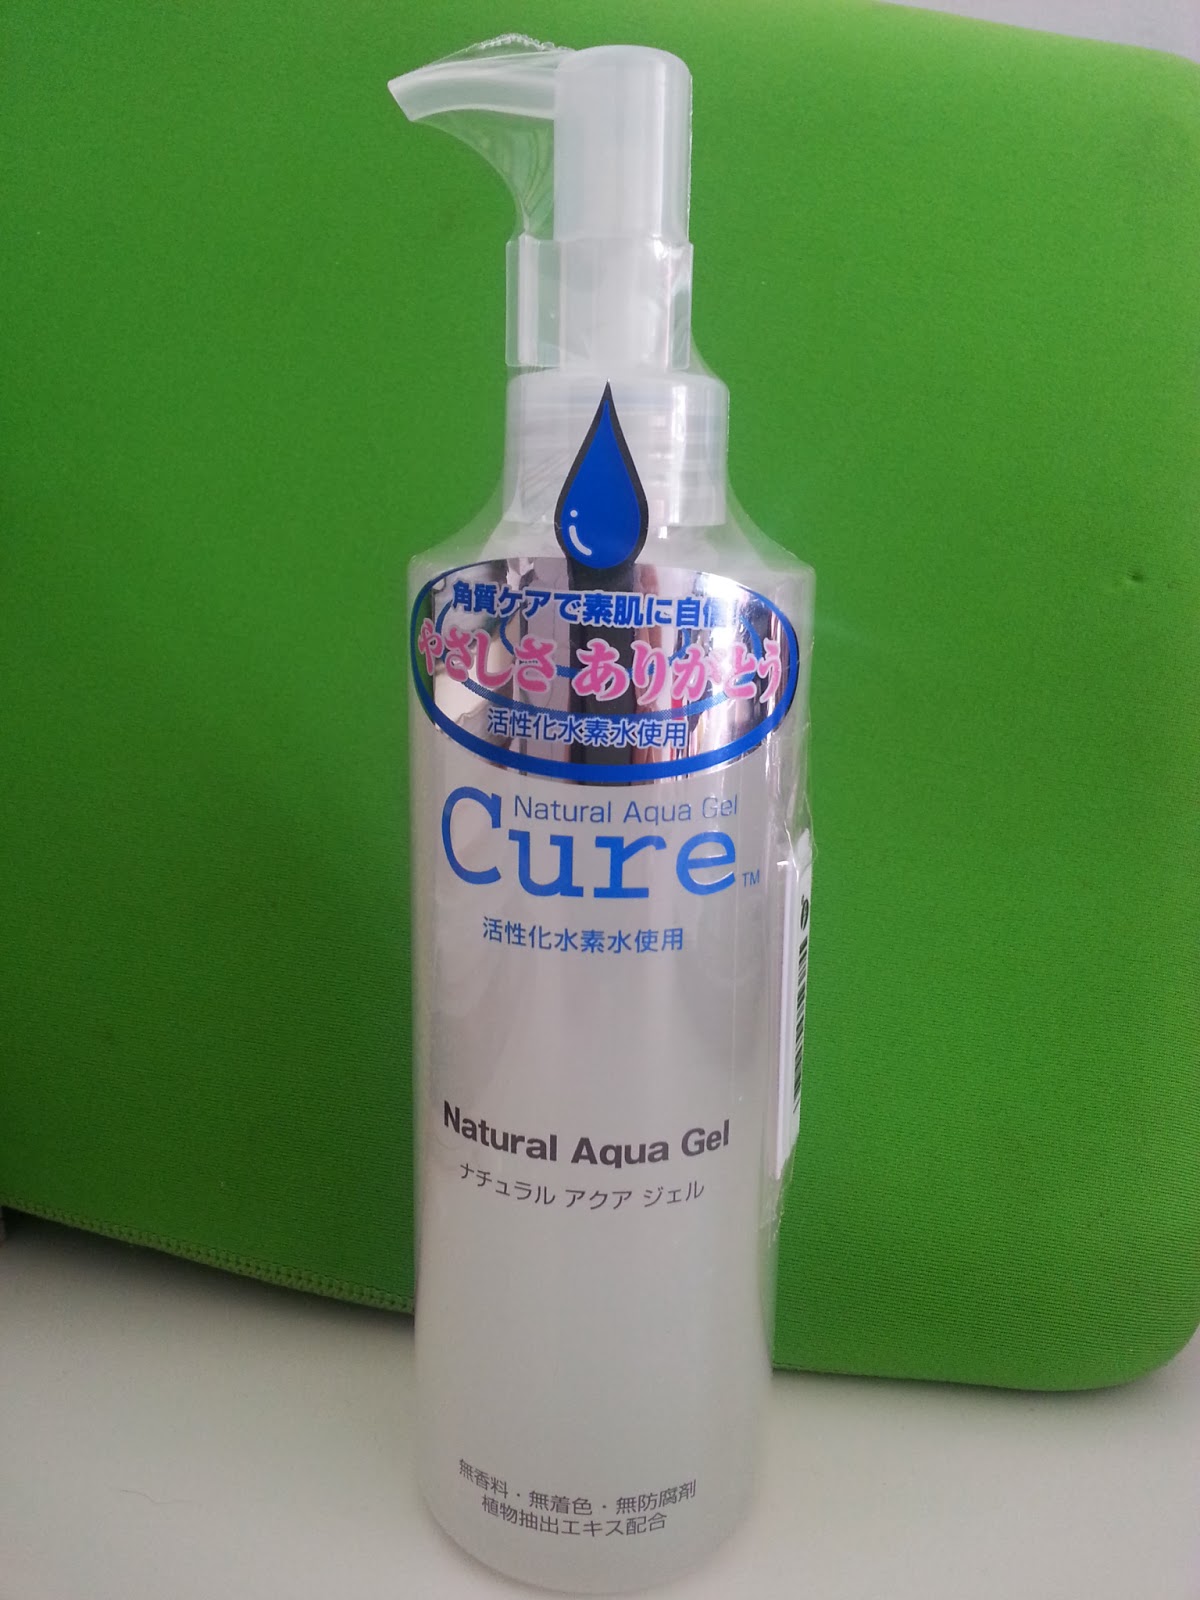 角質ケアで素肌に自信
やさしさ ありがとう
活性化水素水使用
Natural Aqua Gel
Cure™
活性化水素水使用
Natural Aqua Gel
ナチュラル アクア ジェル
無香料・無着色・無防腐剤
植物抽出エキス配合